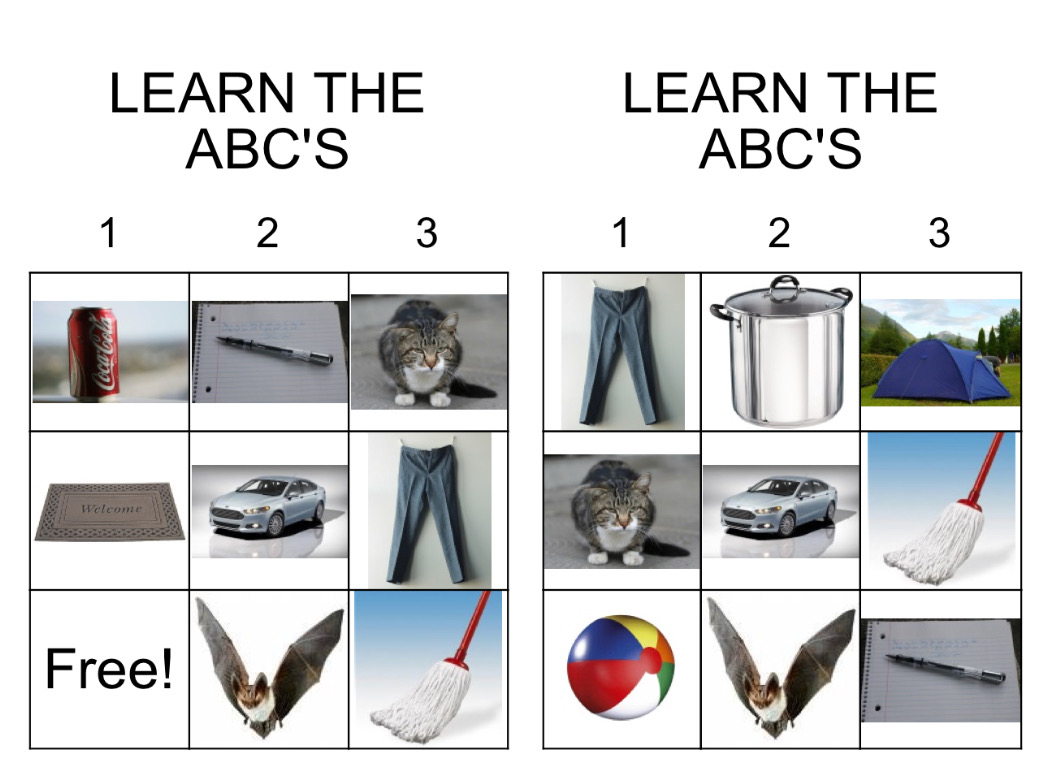 LEARN THE
ABC'S
1 2 3
Coca-Cola
Welcome
Free!
LEARN THE
ABC'S
1 2 3